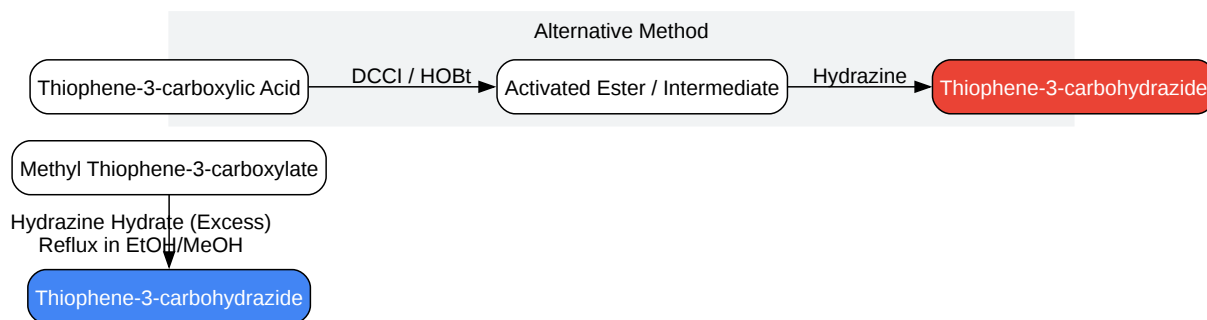 Alternative Method
Thiophene-3-carboxylic Acid
DCCI / HOBt
Activated Ester / Intermediate
Hydrazine
Thiophene-3-carbohydrazide
Methyl Thiophene-3-carboxylate
Hydrazine Hydrate (Excess)
Reflux in EtOH/MeOH
Thiophene-3-carbohydrazide